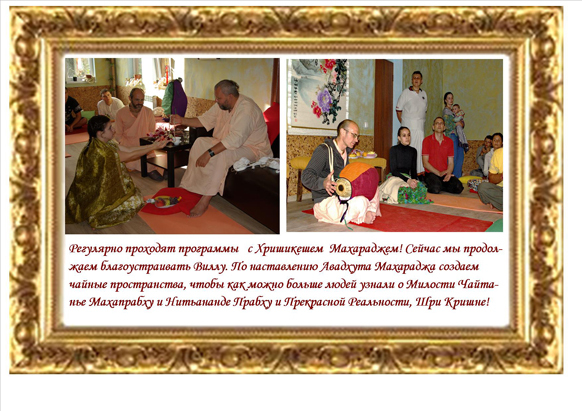 Регулярно проходят программы с Хришикешем Махараджем! Сейчас мы продол-
жаем благоустраивать Виллу. По наставлению Авадхута Махараджа создаем
чайные пространства, чтобы как можно больше людей узнали о Милости Чайта-
нье Махапрабху и Нитьананде Прабху и Прекрасной Реальности, Шри Кришне!